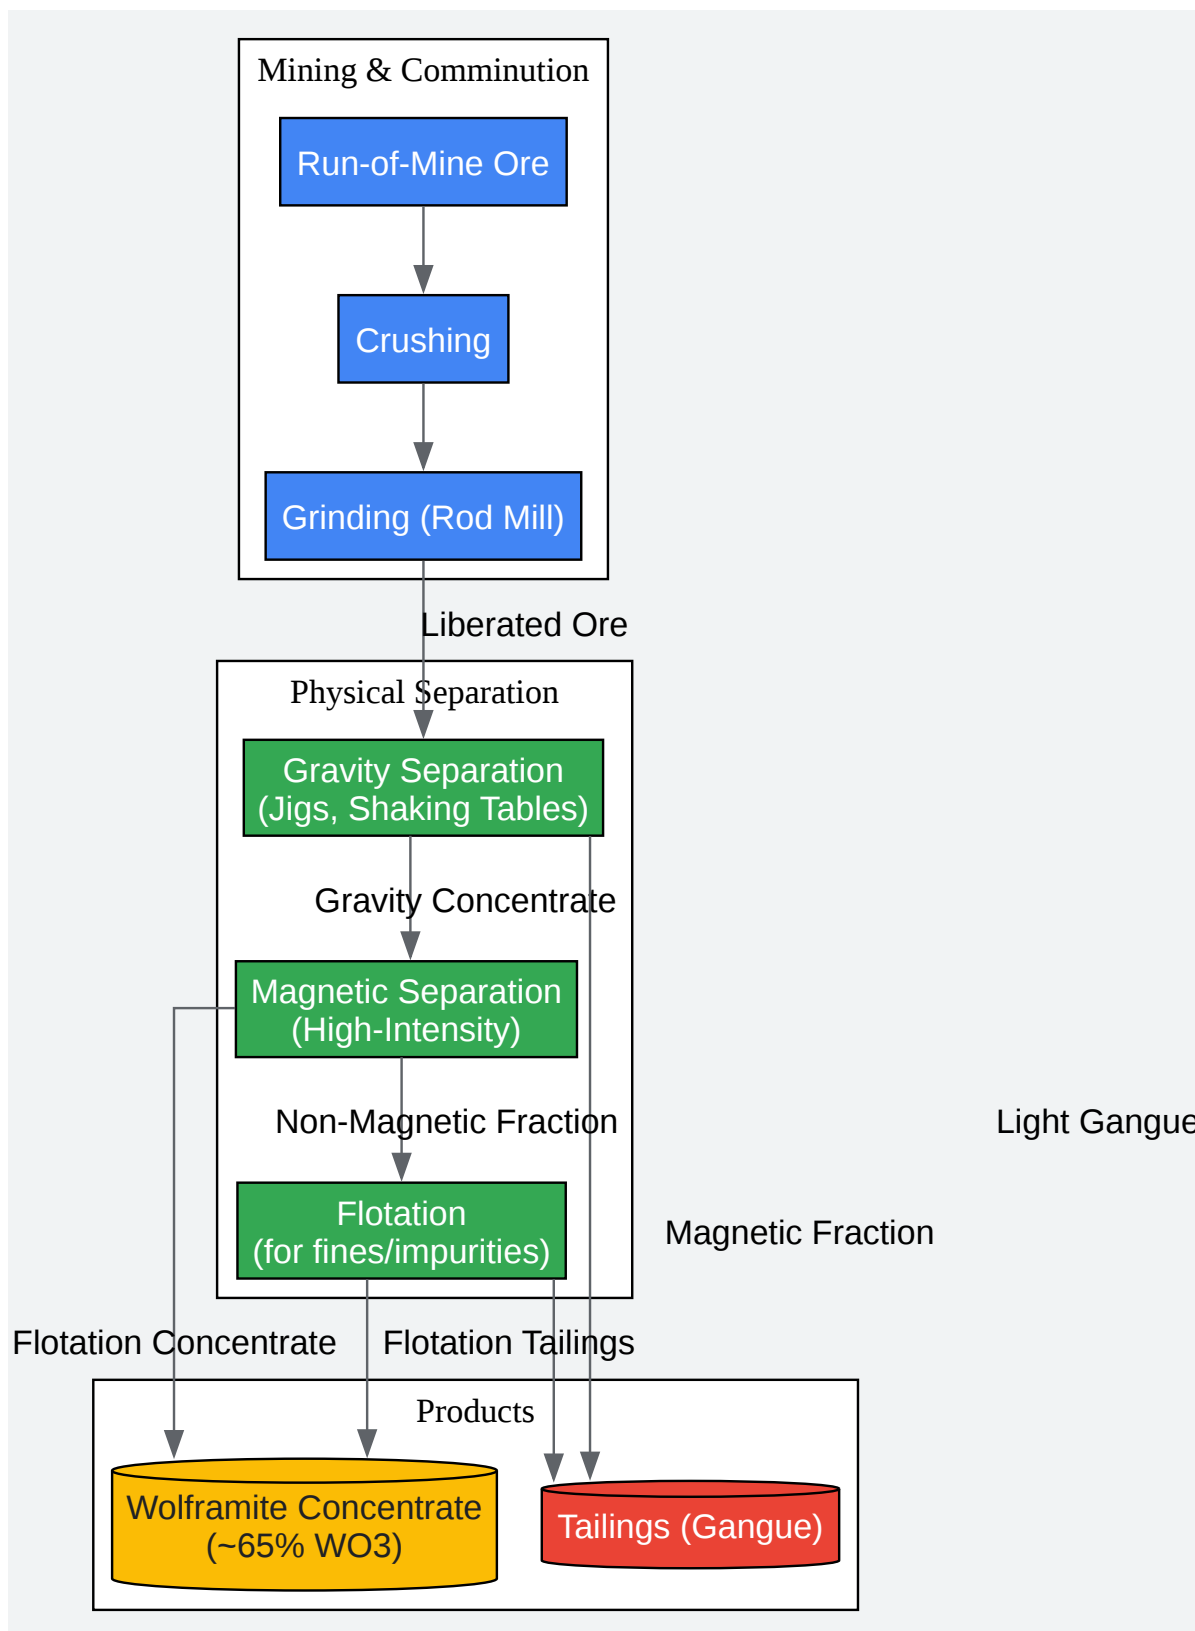 Mining & Comminution
Run-of-Mine Ore
Crushing
Grinding (Rod Mill)
Liberated Ore
Physical Separation
Gravity Separation
(Jigs, Shaking Tables)
Gravity Concentrate
Magnetic Separation
(High-Intensity)
Non-Magnetic Fraction
Light Gangue
Flotation
(for fines/impurities)
Magnetic Fraction
Flotation Concentrate
Flotation Tailings
Products
Wolframite Concentrate
(~65% WO3)
Tailings (Gangue)